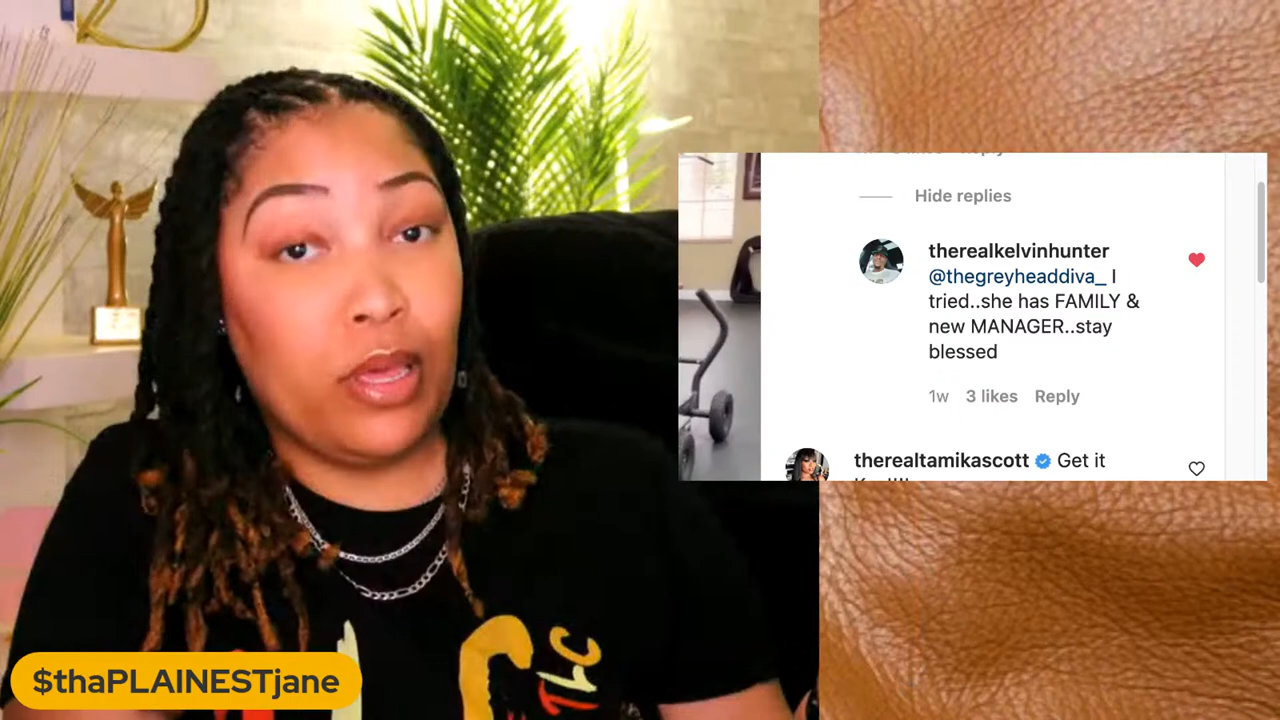 Hide replies
therealkelvinhunter
@thegreyheaddiva_ I
tried..she has FAMILY &
new MANAGER..stay
blessed
1w 3 likes Reply
therealtamikascott Get it
$thaPLAINESTjane
TLC